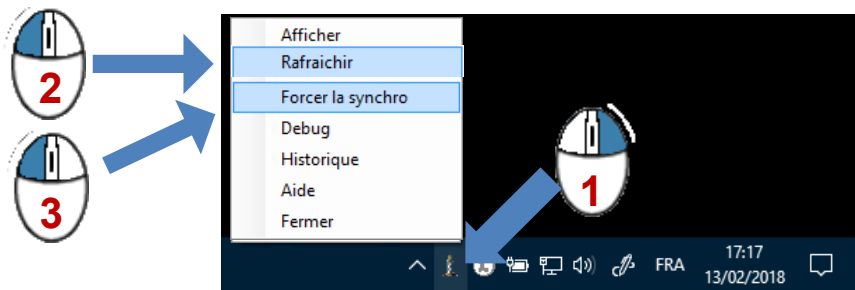 Afficher
2
Rafraichir
Forcer la synchro
Debug
Historique
3
1
Aide
Fermer
FRA
17:17
13/02/2018